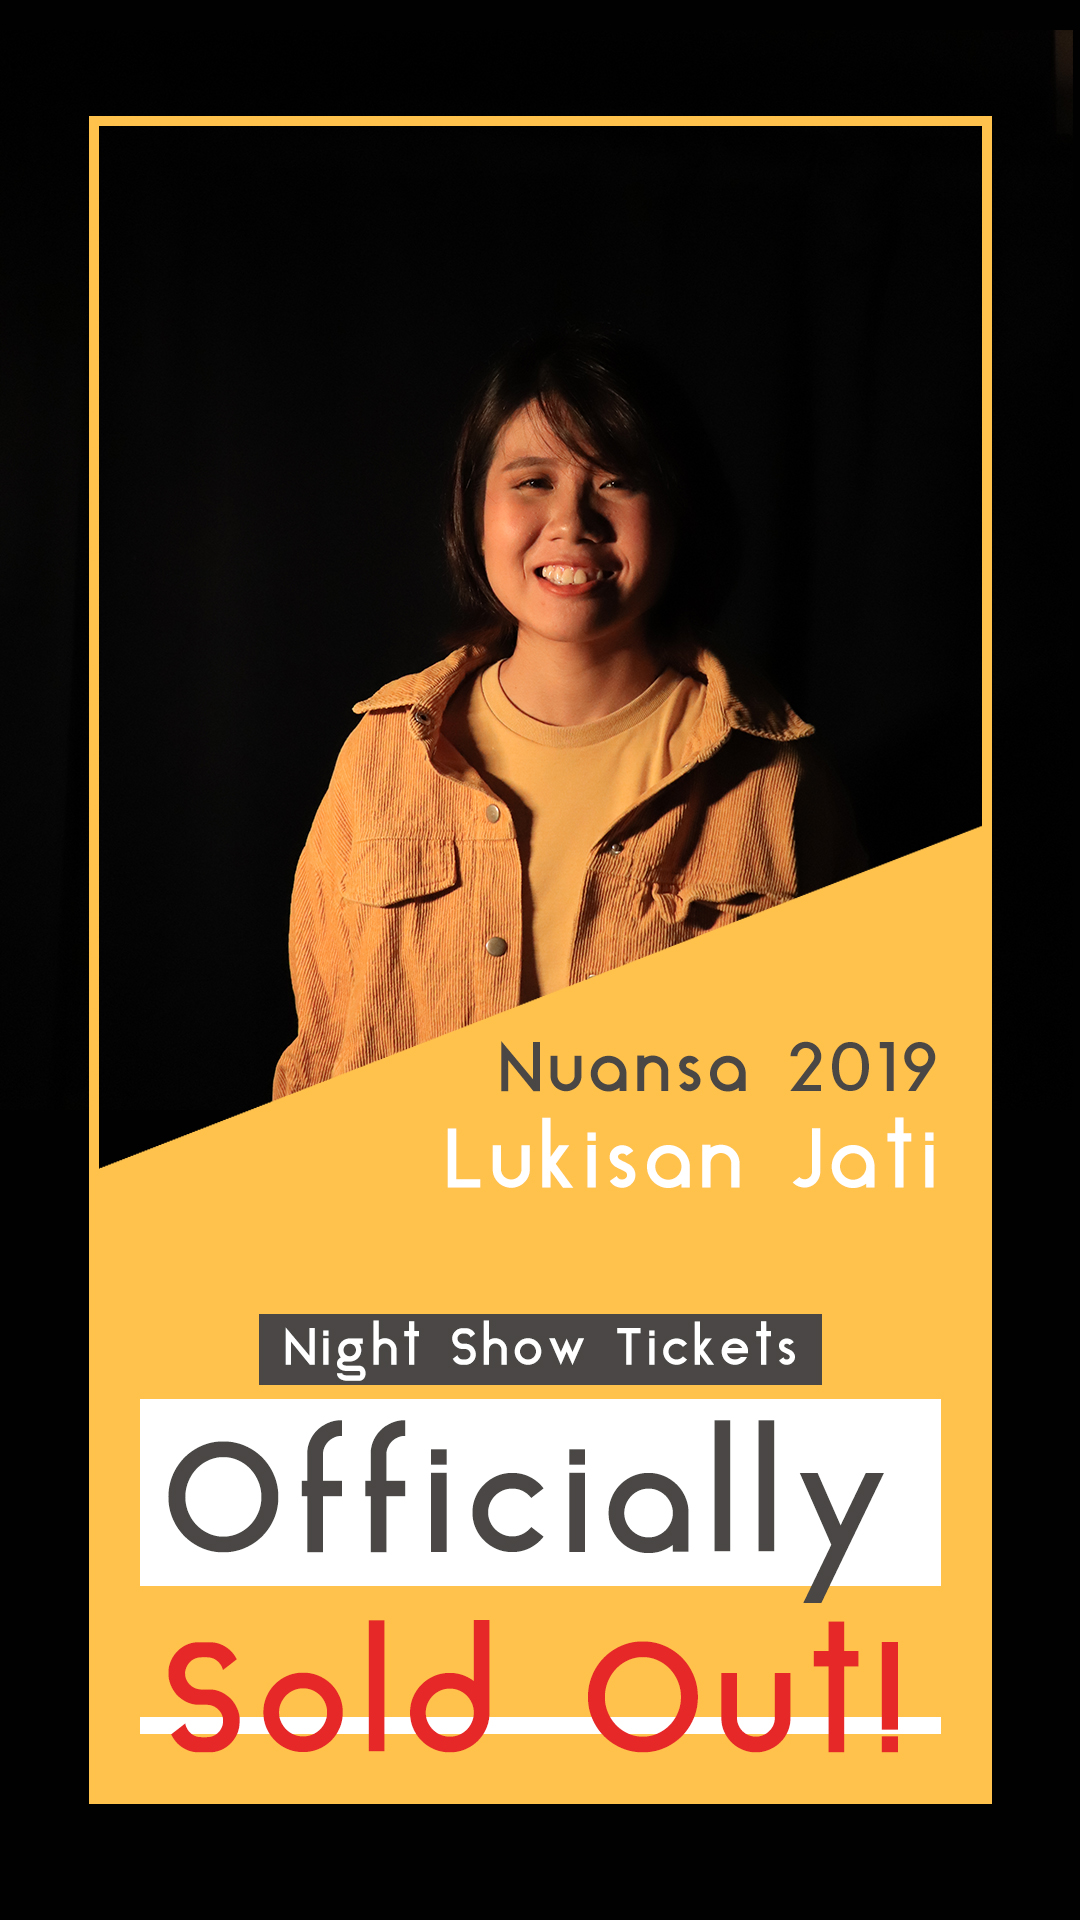 Nuansa 2019
Lukisan Jati
Night Show Tickets
Officially
Sold Out!